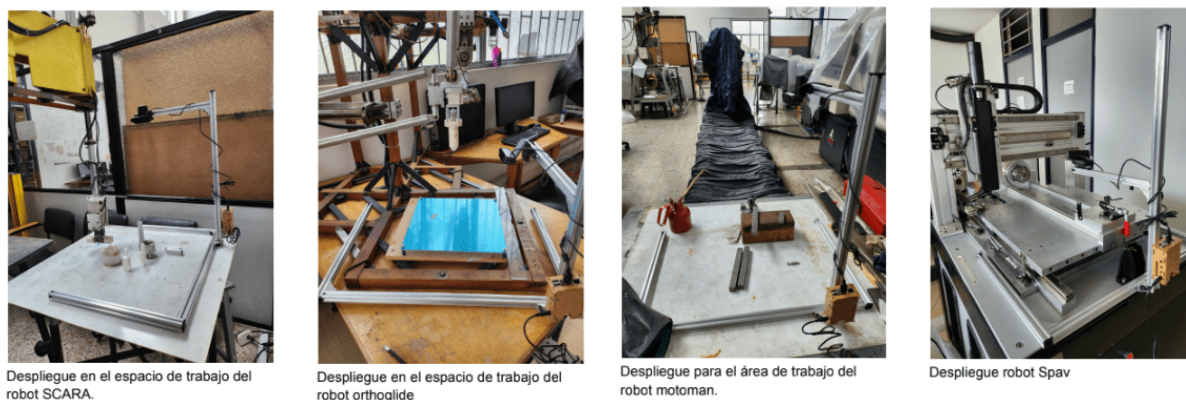 Despliegue en el espacio de trabajo del
robot SCARA.
Despliegue en el espacio de trabajo del
robot orthoglide
Despliegue para el área de trabajo del
robot motoman.
Despliegue robot Spav